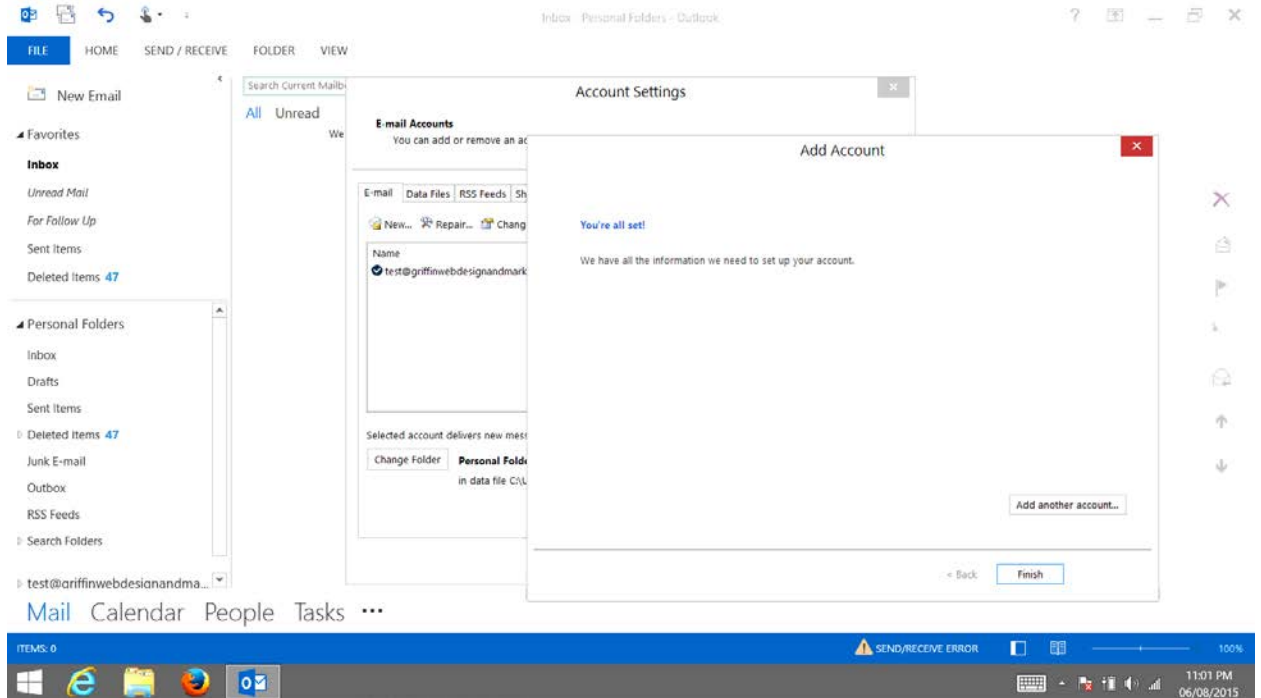 Inbox - Personal Folders - Outlook
?
FILE HOME SEND / RECEIVE FOLDER VIEW
New Email
Favorites
Inbox
Unread Mail
For Follow Up
Sent Items
Deleted Items 47
Personal Folders
Inbox
Drafts
Sent Items
Deleted Items 47
Junk E-mail
Outbox
RSS Feeds
Search Folders
test@griffinwebdesignandma...
Search Current Mailb
All Unread
We
Account Settings
E-mail Accounts
You can add or remove an ac
E-mail Data Files RSS Feeds Sh
New... Repair... Chang
Name
test@griffinwebdesignandmark
Selected account delivers new mess
Change Folder Personal Folde
in data file C:\U
Add Account
You're all set!
We have all the information we need to set up your account.
Add another account...
< Back Finish
Mail Calendar People Tasks •••
ITEMS: 0 SEND/RECEIVE ERROR 100%
11:01 PM
06/08/2015